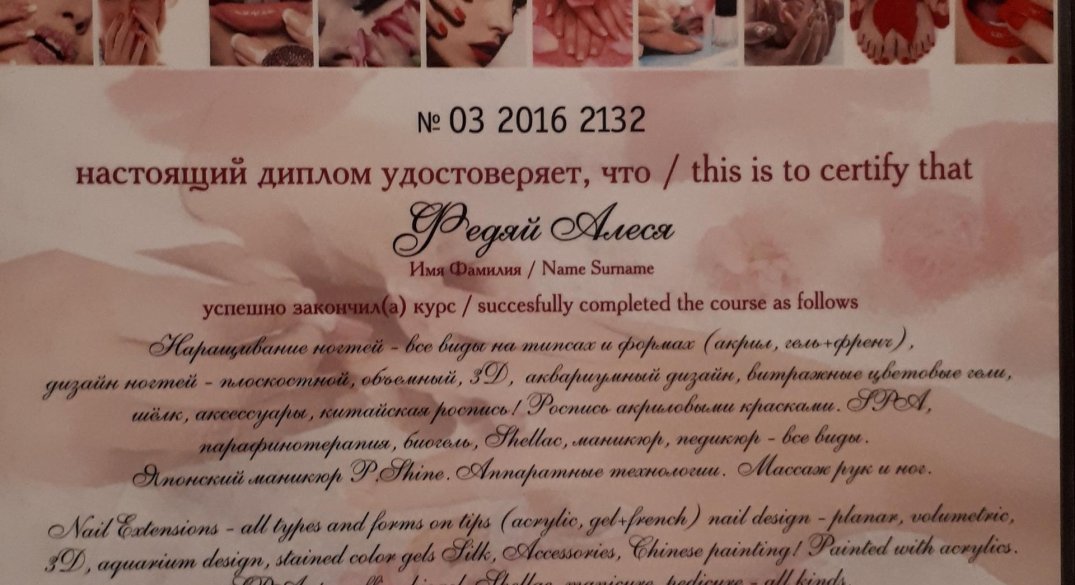 № 03 2016 2132
настоящий диплом удостоверяет, что / this is to certify that
Федяй Алеся
Имя Фамилия / Name Surname
успешно закончил(а) курс / succesfully completed the course as follows
Наращивание ногтей - все виды на типсах и формах (акрил, гель+френч),
дизайн ногтей - плоскостной, объемный, 3D, аквариумный дизайн, витражные цветовые гели,
шёлк, аксессуары, китайская роспись! Роспись акриловыми красками. SPA,
парафинотерапия, биогель, Shellac, маникюр, педикюр - все виды.
Японский маникюр P.Shine. Аппаратные технологии. Массаж рук и ног.
Nail Extensions - all types and forms on tips (acrylic, gel+french) nail design - planar, volumetric,
3D, aquarium design, stained color gels Silk, Accessories, Chinese painting! Painted with acrylics.
Shellac, manicure, pedicure - all kinds